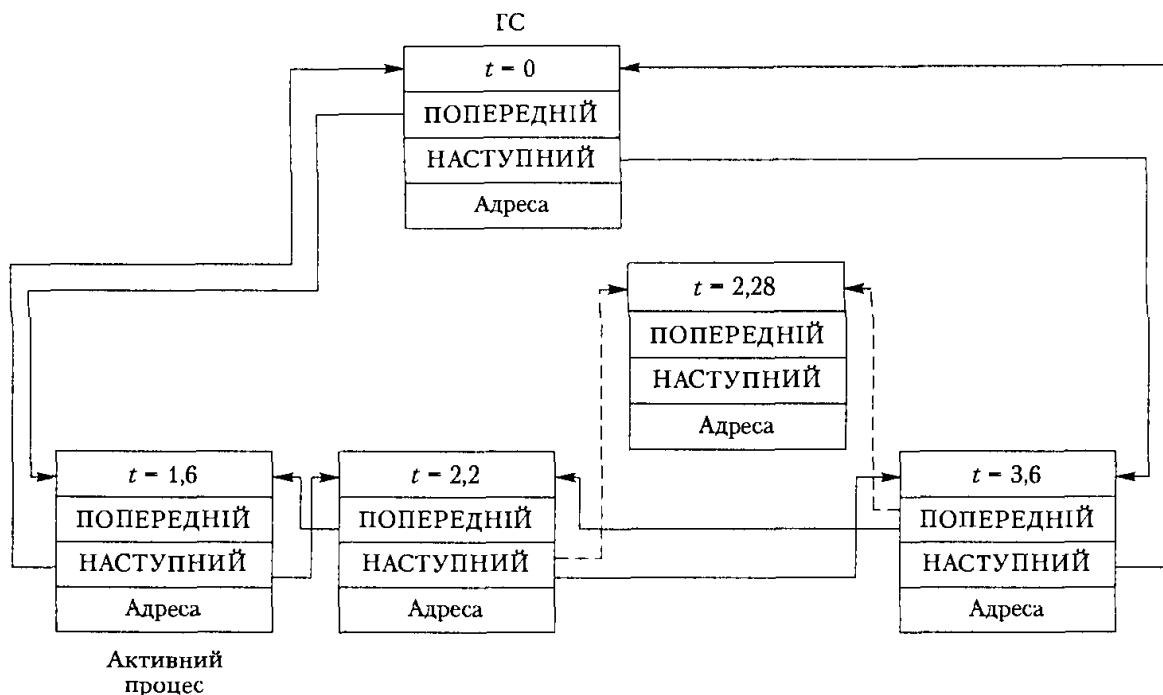 ГС
t = 0
ПОПЕРЕДНІЙ
НАСТУПНИЙ
Адреса
t = 2,28
ПОПЕРЕДНІЙ
НАСТУПНИЙ
Адреса
t = 1,6
ПОПЕРЕДНІЙ
НАСТУПНИЙ
Адреса
Активний
процес
t = 2,2
ПОПЕРЕДНІЙ
НАСТУПНИЙ
Адреса
t = 3,6
ПОПЕРЕДНІЙ
НАСТУПНИЙ
Адреса